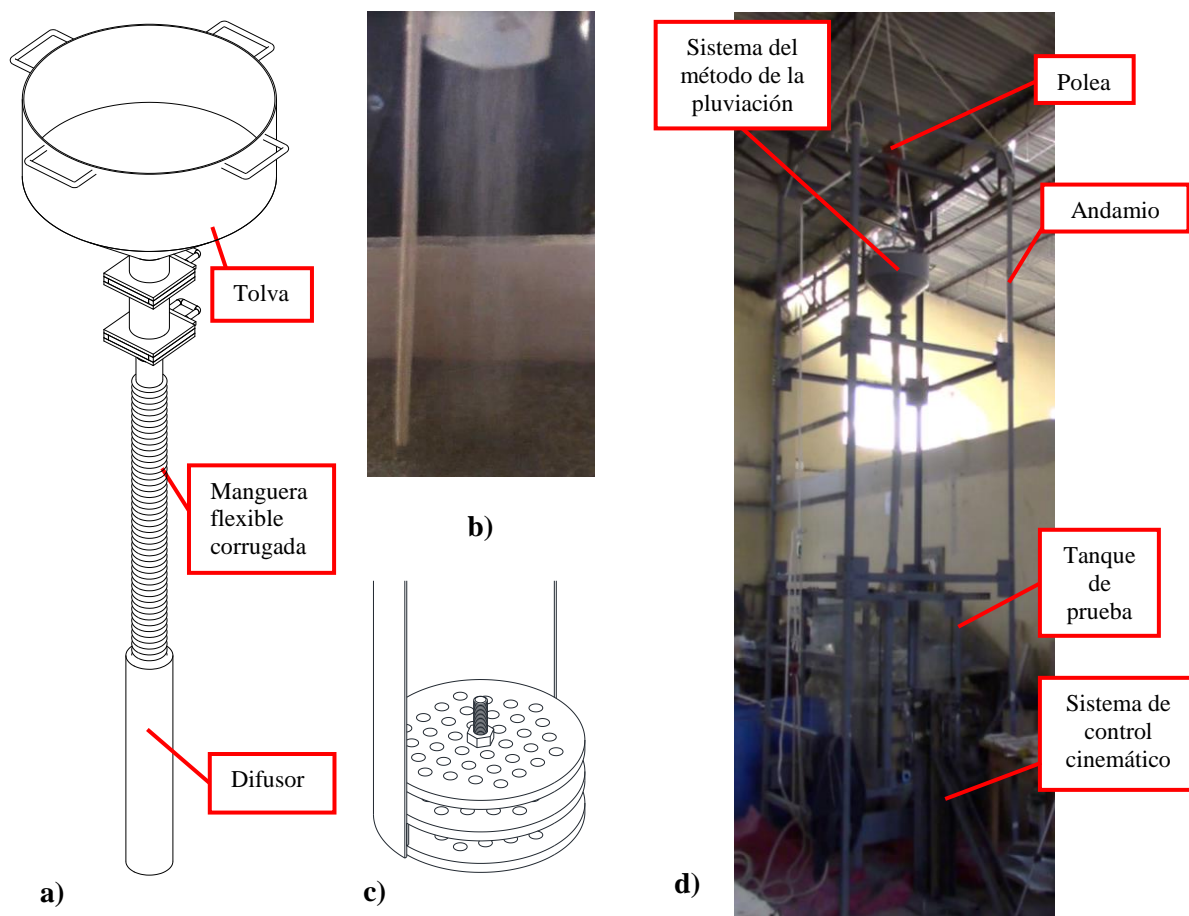 Tolva
Manguera
flexible
corrugada
Difusor
a)
b)
c)
Sistema del
método de la
pluviación
Polea
Andamio
Tanque
de
prueba
Sistema de
control
cinemático
d)